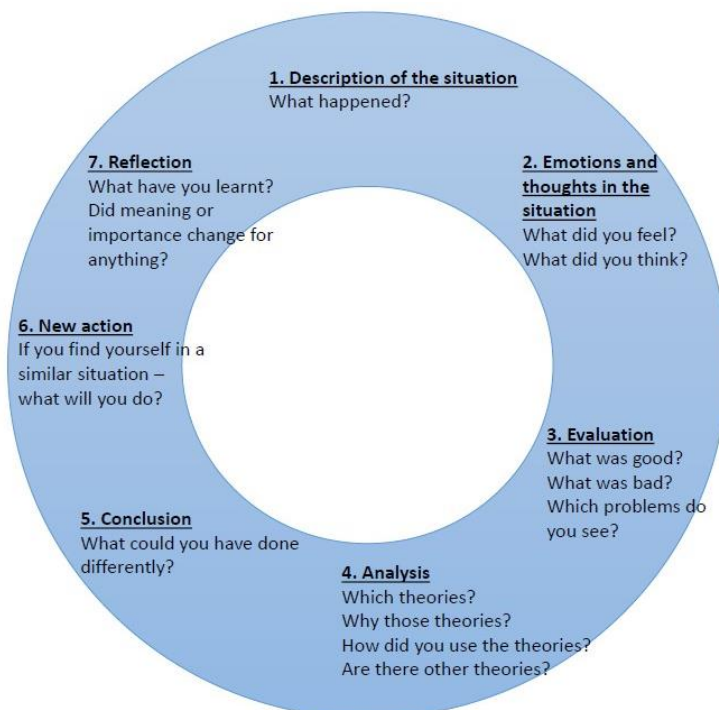 1. Description of the situation
What happened?
2. Emotions and
thoughts in the
situation
What did you feel?
What did you think?
3. Evaluation
What was good?
What was bad?
Which problems do
you see?
4. Analysis
Which theories?
Why those theories?
How did you use the theories?
Are there other theories?
5. Conclusion
What could you have done
differently?
6. New action
If you find yourself in a
similar situation –
what will you do?
7. Reflection
What have you learnt?
Did meaning or
importance change for
anything?